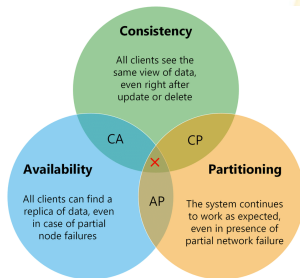 Consistency
All clients see the
same view of data,
even right after
update or delete
CA
CP
Availability
Partitioning
AP
All clients can find a
replica of data, even
in case of partial
node failures
The system continues
to work as expected,
even in presence of
partial network failure